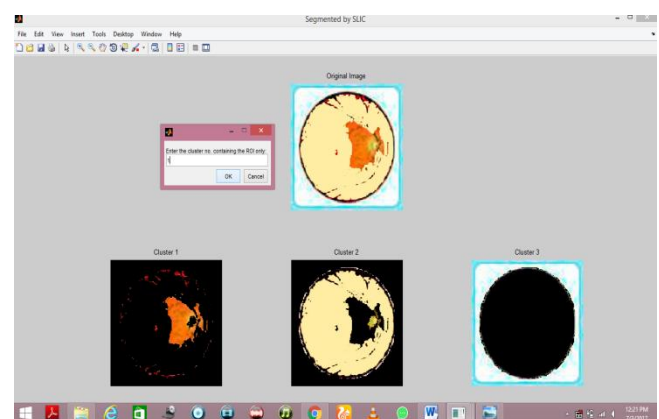 Segmented by SLIC
File Edit View Insert Tools Desktop Window Help
Original Image
Enter the cluster no. containing the ROI only:
OK Cancel
Cluster 1 Cluster 2 Cluster 3
12:21 PM